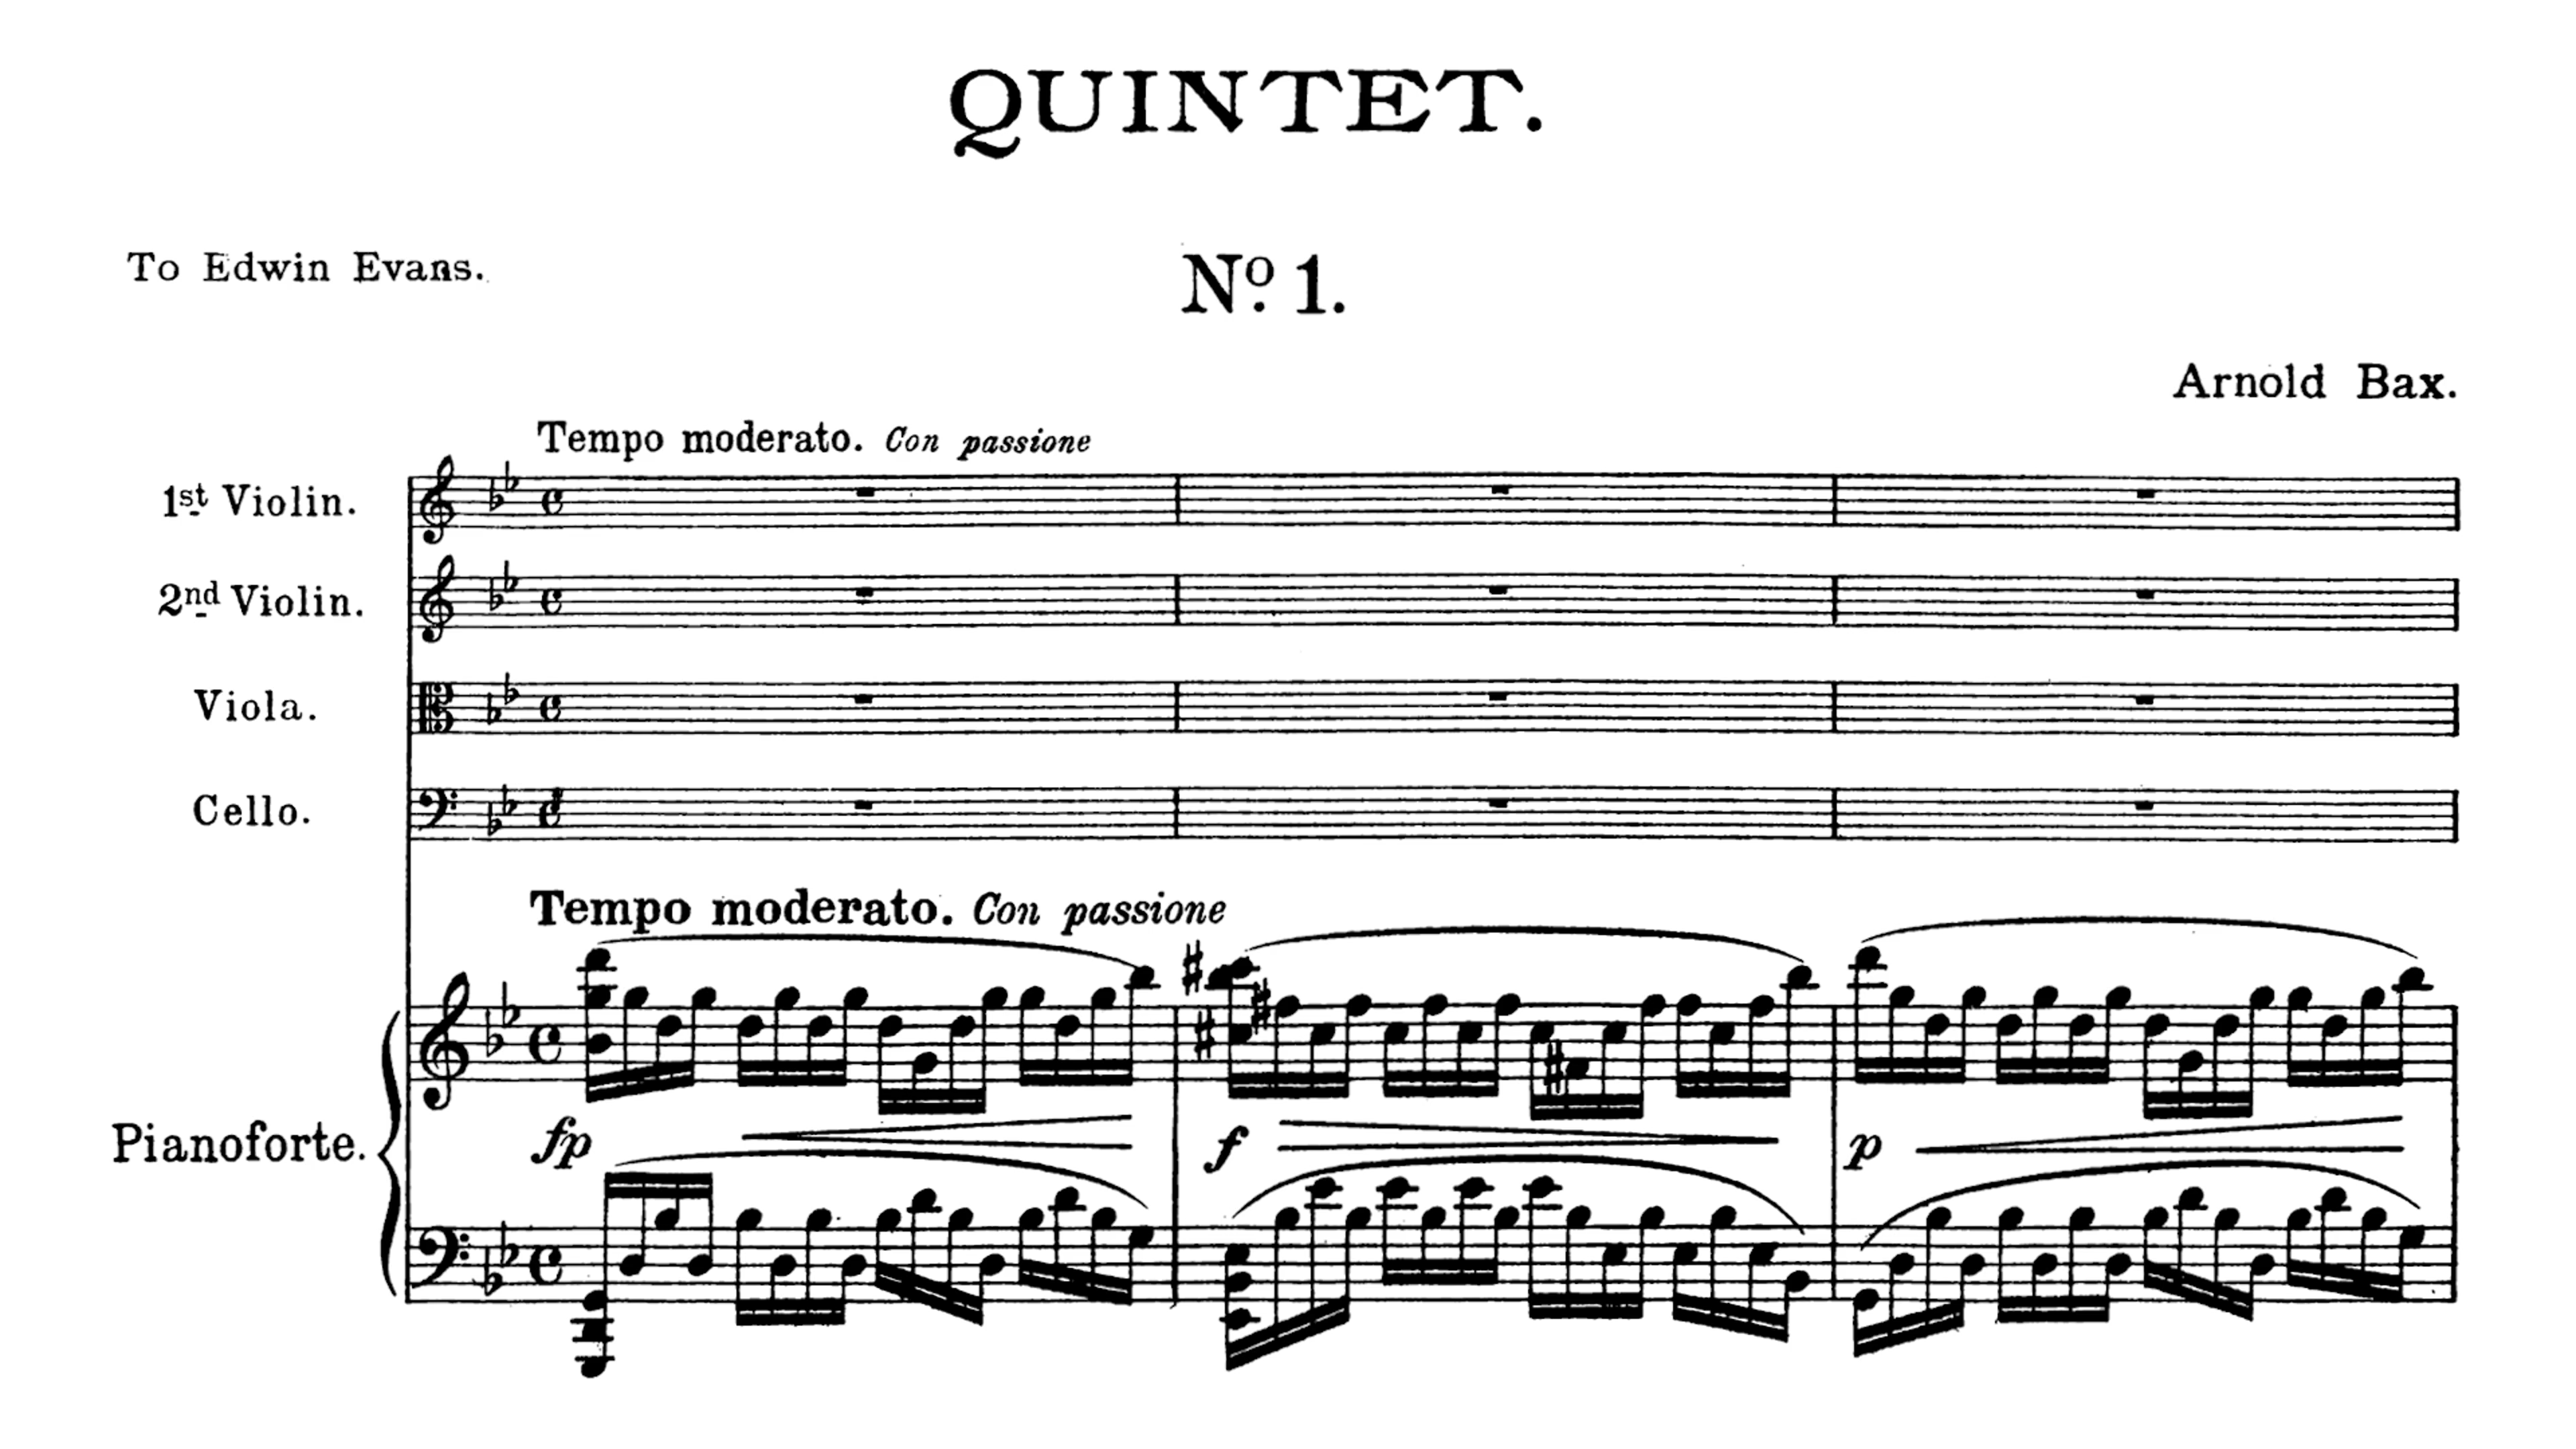 QUINTET.
To Edwin Evans.
Nº 1.
Arnold Bax.
Tempo moderato. Con passione
1st Violin.
2nd Violin.
Viola.
Cello.
Tempo moderato. Con passione
Pianoforte.
fp
f
p